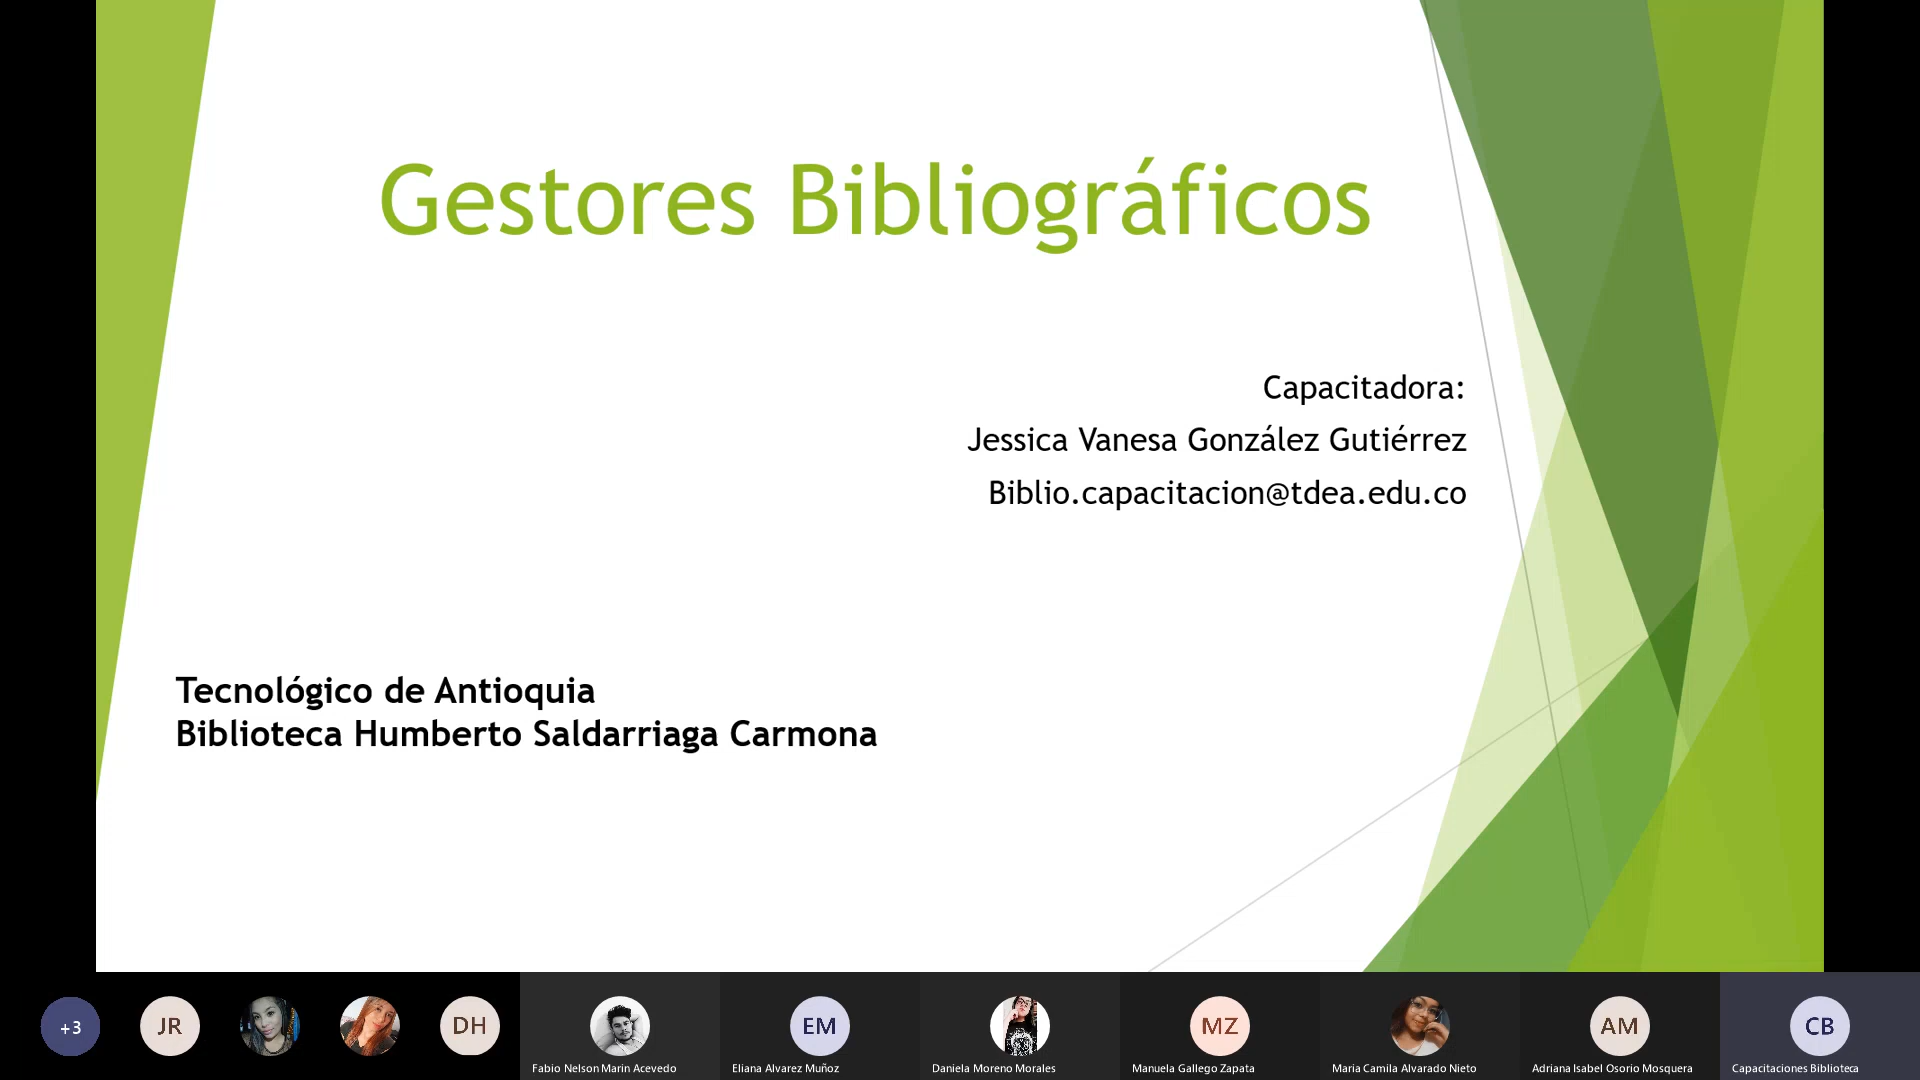 Gestores Bibliográficos
Capacitadora:
Jessica Vanesa González Gutiérrez
Biblio.capacitacion@tdea.edu.co
Tecnológico de Antioquia
Biblioteca Humberto Saldarriaga Carmona
+3
JR
DH
EM
MZ
AM
CB
Fabio Nelson Marin Acevedo
Eliana Alvarez Muñoz
Daniela Moreno Morales
Manuela Gallego Zapata
Maria Camila Alvarado Nieto
Adriana Isabel Osorio Mosquera
Capacitaciones Biblioteca